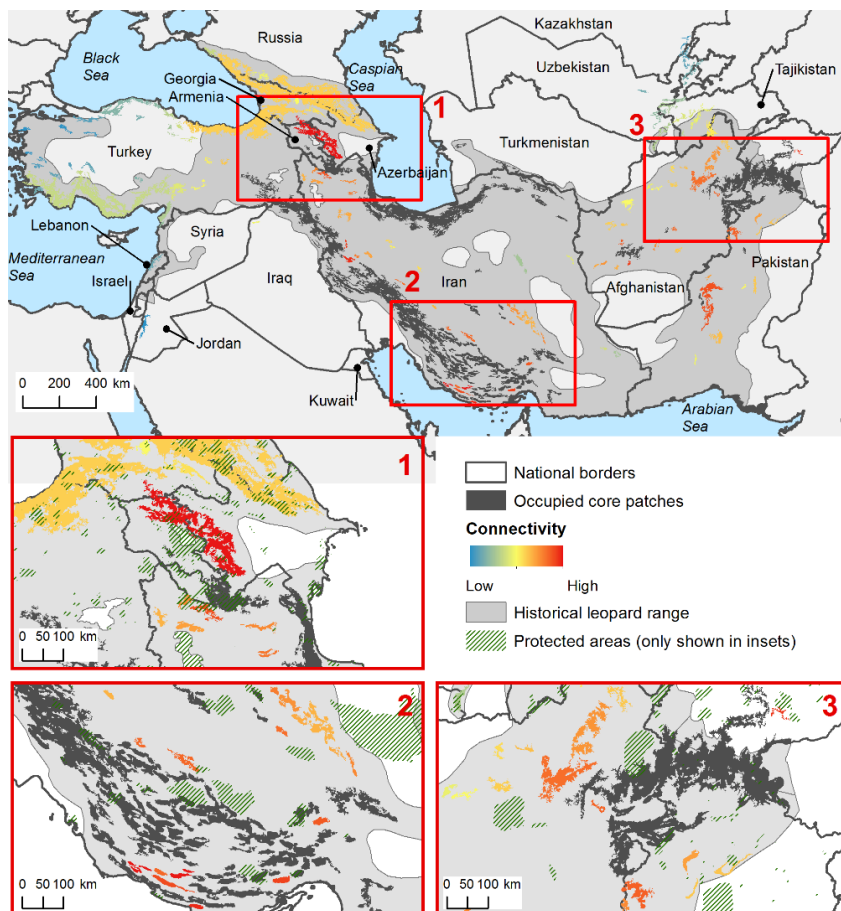 Kazakhstan
Russia
Black
Sea
Uzbekistan
Georgia
Caspian
Sea
Tajikistan
Armenia
1
3
Turkmenistan
Turkey
Azerbaijan
Lebanon
Syria
Mediterranean
Sea
Iraq
Iran
Pakistan
Israel
2
Afghanistan
Jordan
0 200 400 km
Kuwait
Arabian
Sea
1
0 50 100 km
National borders
Occupied core patches
Connectivity
Low High
Historical leopard range
Protected areas (only shown in insets)
2
0 50 100 km
3
0 50 100 km